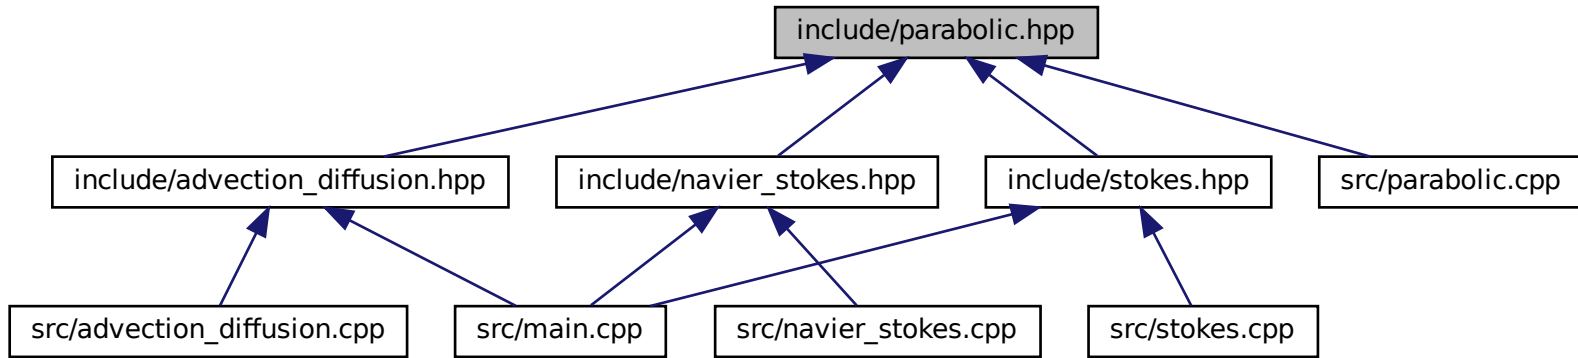 include/parabolic.hpp
include/advection_diffusion.hpp
include/navier_stokes.hpp
include/stokes.hpp
src/parabolic.cpp
src/advection_diffusion.cpp
src/main.cpp
src/navier_stokes.cpp
src/stokes.cpp